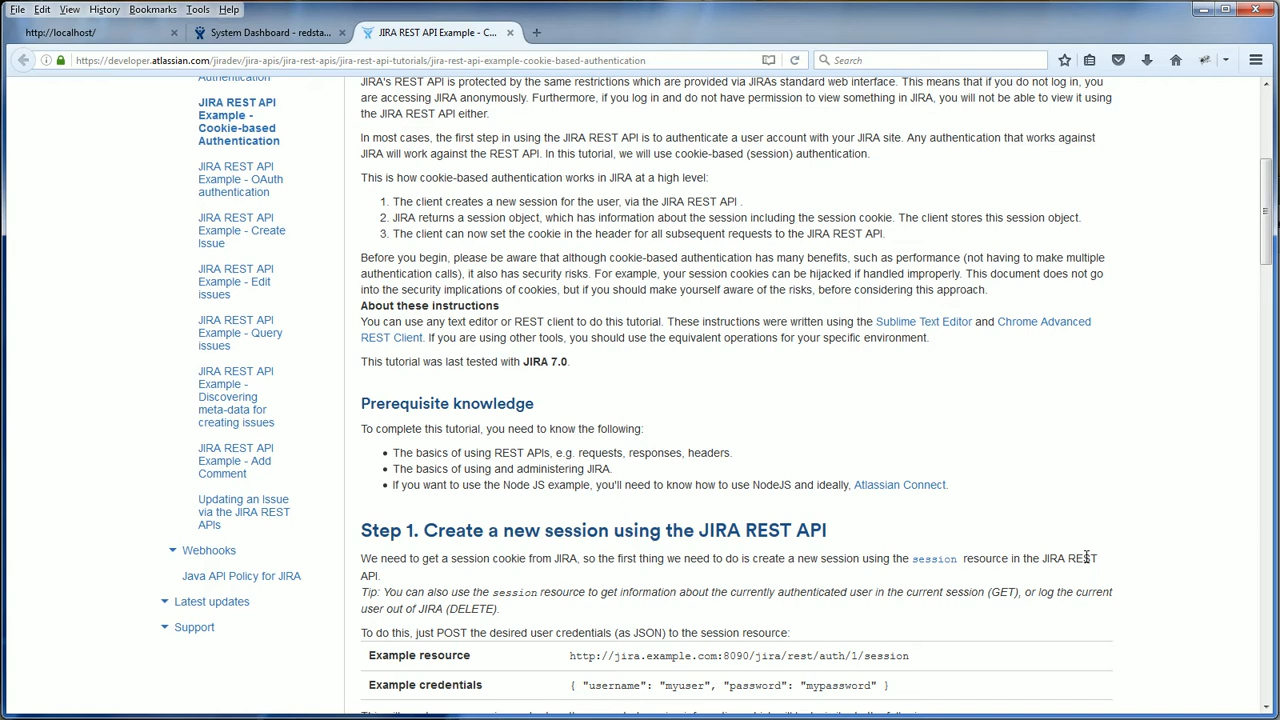 File Edit View History Bookmarks Tools Help
http://localhost/
System Dashboard - redsta...
JIRA REST API Example - C...
https://developer.atlassian.com/jiradev/jira-apis/jira-rest-apis/jira-rest-api-tutorials/jira-rest-api-example-cookie-based-authentication
Search
Authentication
JIRA REST API
Example -
Cookie-based
Authentication
JIRA REST API
Example - OAuth
authentication
JIRA REST API
Example - Create
Issue
JIRA REST API
Example - Edit
issues
JIRA REST API
Example - Query
issues
JIRA REST API
Example -
Discovering
meta-data for
creating issues
JIRA REST API
Example - Add
Comment
Updating an Issue
via the JIRA REST
APIs
Webhooks
Java API Policy for JIRA
Latest updates
Support
JIRA's REST API is protected by the same restrictions which are provided via JIRAs standard web interface. This means that if you do not log in, you
are accessing JIRA anonymously. Furthermore, if you log in and do not have permission to view something in JIRA, you will not be able to view it using
the JIRA REST API either.
In most cases, the first step in using the JIRA REST API is to authenticate a user account with your JIRA site. Any authentication that works against
JIRA will work against the REST API. In this tutorial, we will use cookie-based (session) authentication.
This is how cookie-based authentication works in JIRA at a high level:
1. The client creates a new session for the user, via the JIRA REST API .
2. JIRA returns a session object, which has information about the session including the session cookie. The client stores this session object.
3. The client can now set the cookie in the header for all subsequent requests to the JIRA REST API.
Before you begin, please be aware that although cookie-based authentication has many benefits, such as performance (not having to make multiple
authentication calls), it also has security risks. For example, your session cookies can be hijacked if handled improperly. This document does not go
into the security implications of cookies, but if you should make yourself aware of the risks, before considering this approach.
About these instructions
You can use any text editor or REST client to do this tutorial. These instructions were written using the Sublime Text Editor and Chrome Advanced
REST Client. If you are using other tools, you should use the equivalent operations for your specific environment.
This tutorial was last tested with JIRA 7.0.
Prerequisite knowledge
To complete this tutorial, you need to know the following:
• The basics of using REST APIs, e.g. requests, responses, headers.
• The basics of using and administering JIRA.
• If you want to use the Node JS example, you'll need to know how to use NodeJS and ideally, Atlassian Connect.
Step 1. Create a new session using the JIRA REST API
We need to get a session cookie from JIRA, so the first thing we need to do is create a new session using the session resource in the JIRA REST
API.
Tip: You can also use the session resource to get information about the currently authenticated user in the current session (GET), or log the current
user out of JIRA (DELETE).
To do this, just POST the desired user credentials (as JSON) to the session resource:
Example resource http://jira.example.com:8090/jira/rest/auth/1/session
Example credentials { "username": "myuser", "password": "mypassword" }